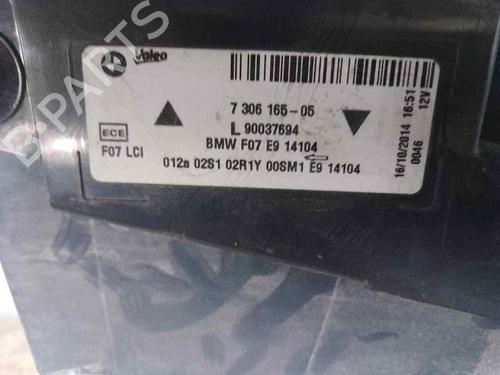 Valeo
7 306 165-05
L 90037694
BMW F07 E9 14104
012a 02S1 02R1Y 00SM1 E9 14104
ECE
F07 LCI
16/10/2014 16:51
0046 12V
B-PARTS